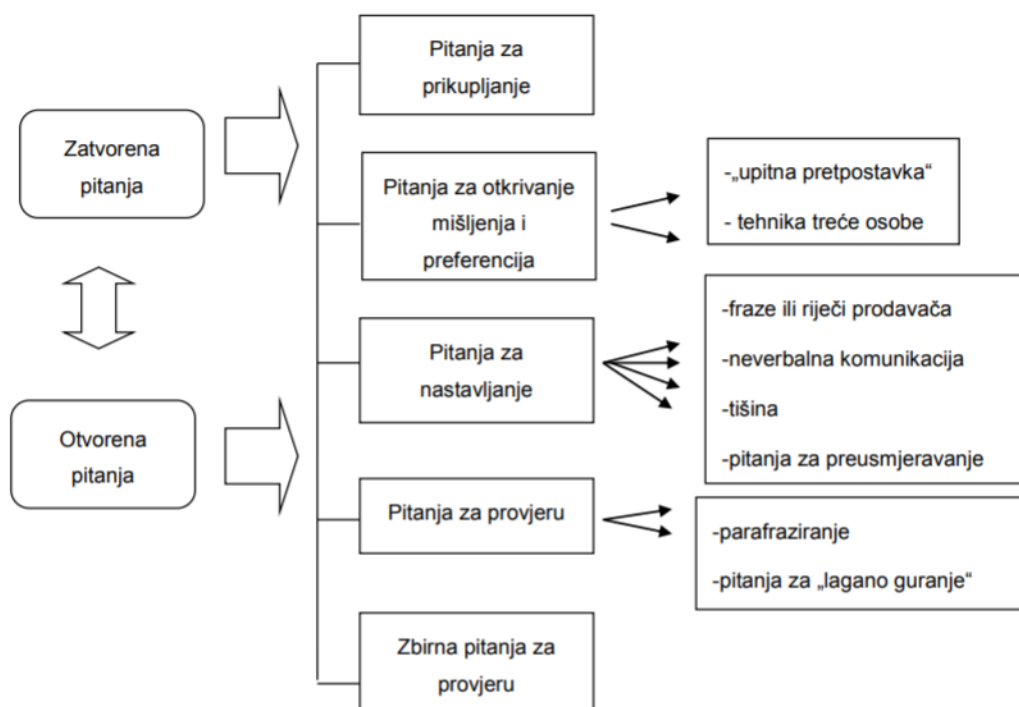 Zatvorena
pitanja
Otvorena
pitanja
Pitanja za
prikupljanje
Pitanja za otkrivanje
mišljenja i
preferencija
Pitanja za
nastavljanje
Pitanja za provjeru
Zbirna pitanja za
provjeru
-„upitna pretpostavka“
- tehnika treće osobe
-fraze ili riječi prodavača
-neverbalna komunikacija
-tišina
-pitanja za preusmjeravanje
-parafraziranje
-pitanja za „lagano guranje“